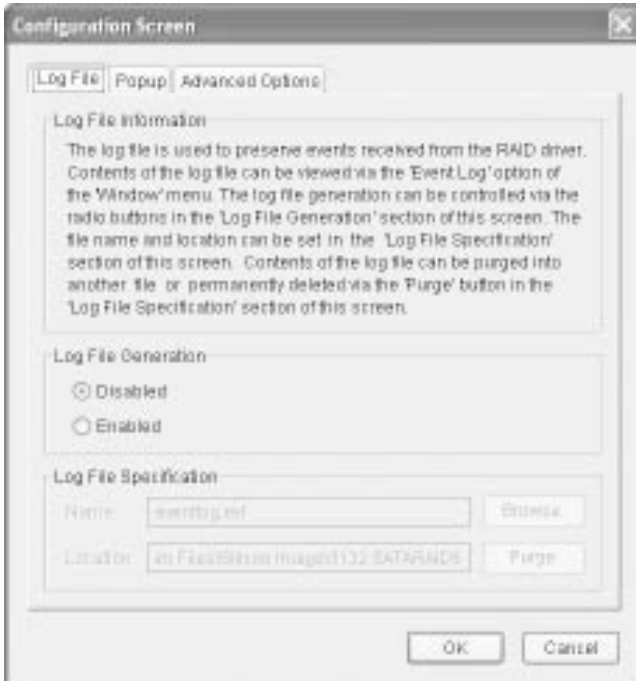 Configuration Screen
Log File Popup Advanced Options
Log File Information
The log file is used to preserve events received from the RAID driver.
Contents of the log file can be viewed via the 'Event Log' option of
the 'Window' menu. The log file generation can be controlled via the
radio buttons in the 'Log File Generation' section of this screen. The
file name and location can be set in the 'Log File Specification'
section of this screen. Contents of the log file can be purged into
another file or permanently deleted via the 'Purge' button in the
'Log File Specification' section of this screen.
Log File Generation
Disabled
Enabled
Log File Specification
Name Browse
Location Purge
OK Cancel